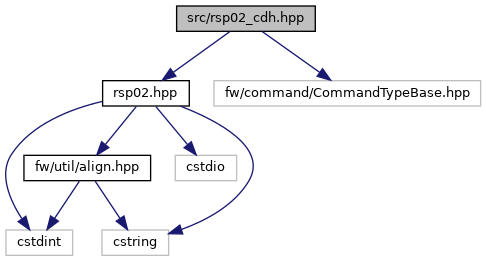 src/rsp02_cdh.hpp
rsp02.hpp
fw/command/CommandTypeBase.hpp
fw/util/align.hpp
cstdio
cstdint
cstring